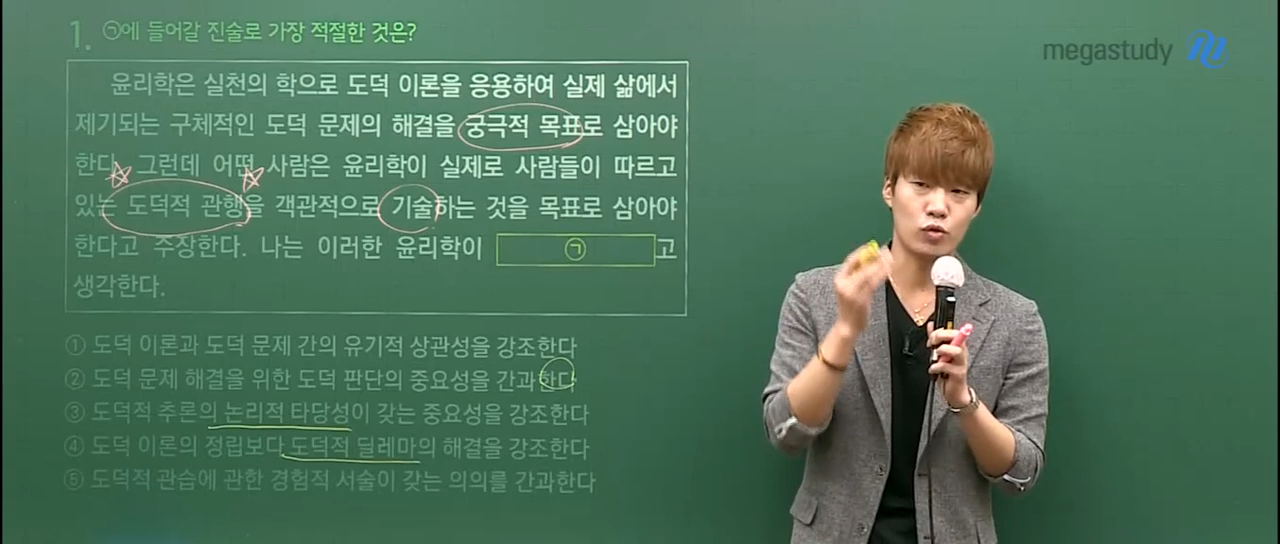 1. ㉠에 들어갈 진술로 가장 적절한 것은?
megastudy
윤리학은 실천의 학으로 도덕 이론을 응용하여 실제 삶에서
제기되는 구체적인 도덕 문제의 해결을 궁극적 목표로 삼아야
한다. 그런데 어떤 사람은 윤리학이 실제로 사람들이 따르고
있는 도덕적 관행을 객관적으로 기술하는 것을 목표로 삼아야
한다고 주장한다. 나는 이러한 윤리학이 ㉠ 고
생각한다.
① 도덕 이론과 도덕 문제 간의 유기적 상관성을 강조한다
② 도덕 문제 해결을 위한 도덕 판단의 중요성을 간과한다
③ 도덕적 추론의 논리적 타당성이 갖는 중요성을 강조한다
④ 도덕 이론의 정립보다 도덕적 딜레마의 해결을 강조한다
⑤ 도덕적 관습에 관한 경험적 서술이 갖는 의의를 간과한다